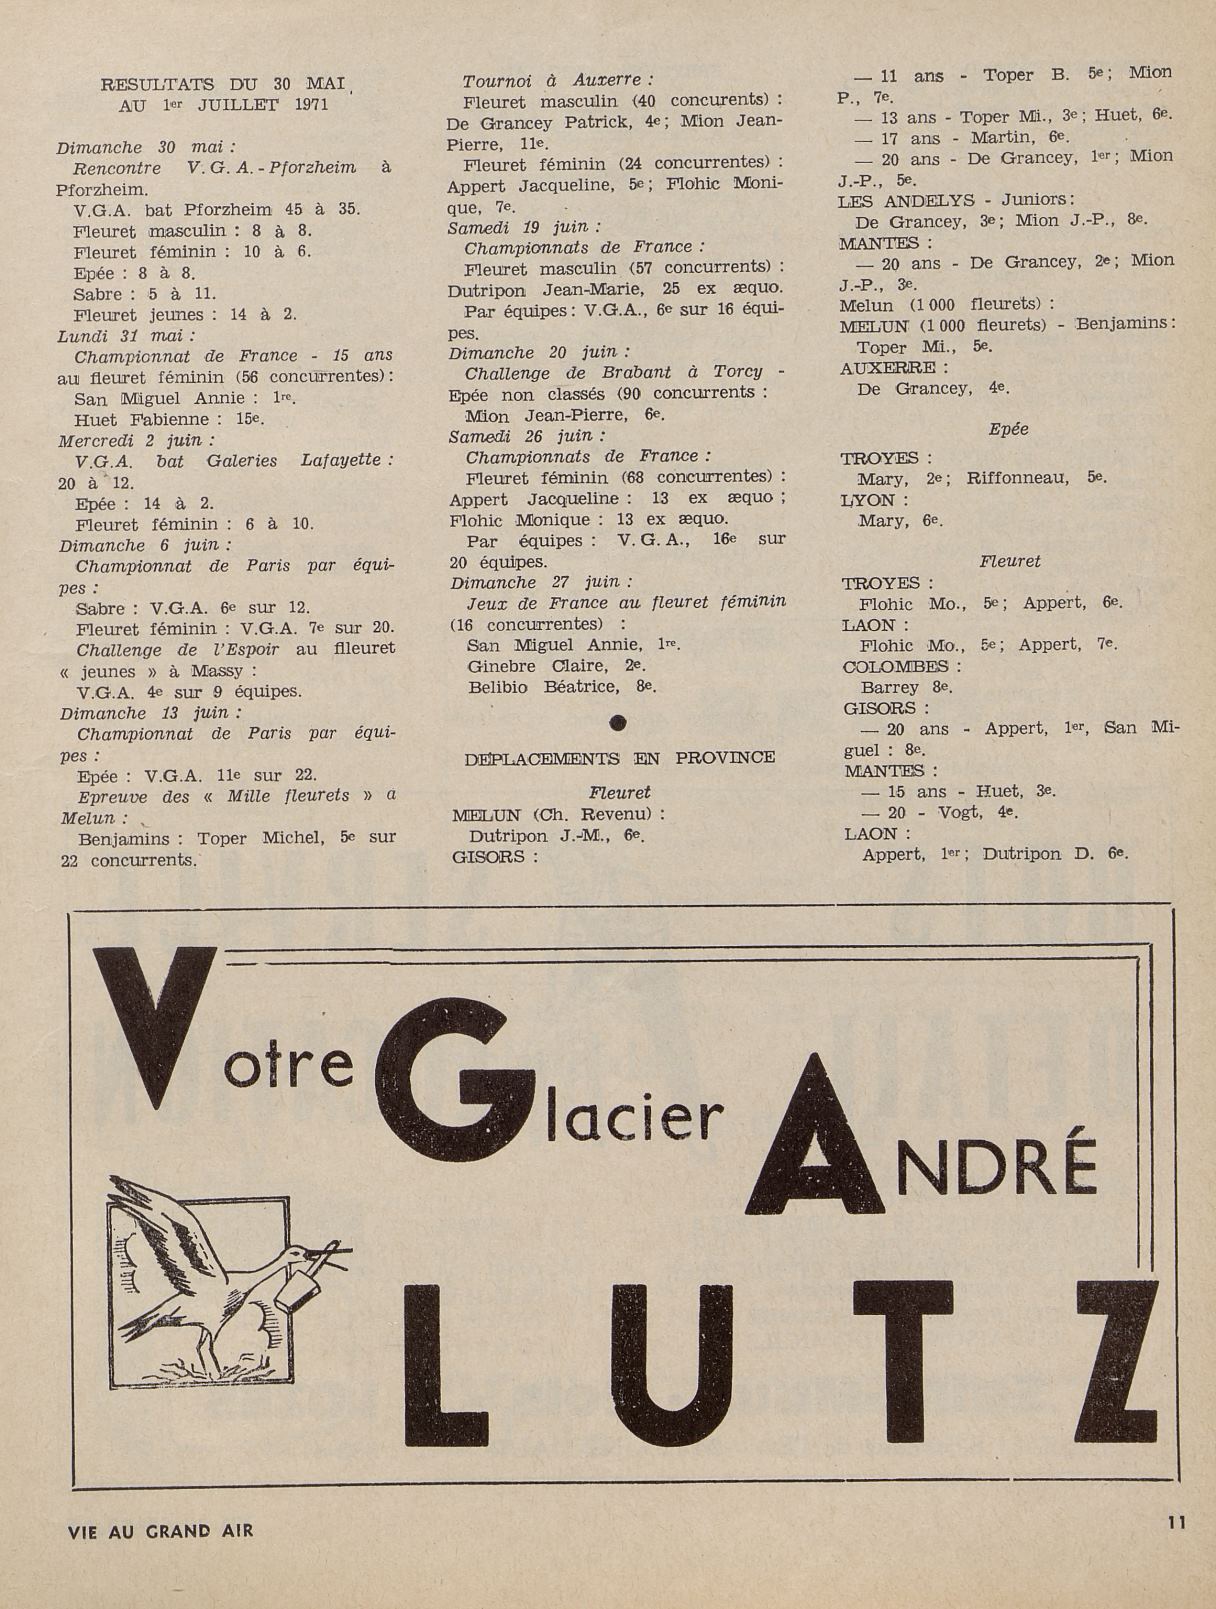 RESULTATS DU 30 MAI
AU 1er JUILLET 1971
Dimanche 30 mai :
Rencontre V. G. A. - Pforzheim à
Pforzheim.
V.G.A. bat Pforzheim 45 à 35.
Fleuret masculin : 8 à 8.
Fleuret féminin : 10 à 6.
Epée : 8 à 8.
Sabre : 5 à 11.
Fleuret jeunes : 14 à 2.
Lundi 31 mai :
Championnat de France - 15 ans
au fleuret féminin (56 concurrentes) :
San Miguel Annie : 1re.
Huet Fabienne : 15e.
Mercredi 2 juin :
V.G.A. bat Galeries Lafayette :
20 à 12.
Epée : 14 à 2.
Fleuret féminin : 6 à 10.
Dimanche 6 juin :
Championnat de Paris par équi-
pes :
Sabre : V.G.A. 6e sur 12.
Fleuret féminin : V.G.A. 7e sur 20.
Challenge de l'Espoir au flleuret
« jeunes » à Massy :
V.G.A. 4e sur 9 équipes.
Dimanche 13 juin :
Championnat de Paris par équi-
pes :
Epée : V.G.A. 11e sur 22.
Epreuve des « Mille fleurets » a
Melun :
Benjamins : Toper Michel, 5e sur
22 concurrents.
Tournoi à Auxerre :
Fleuret masculin (40 concurents) :
De Grancey Patrick, 4e ; Mion Jean-
Pierre, 11e.
Fleuret féminin (24 concurrentes) :
Appert Jacqueline, 5e ; Flohic Moni-
que, 7e.
Samedi 19 juin :
Championnats de France :
Fleuret masculin (57 concurrents) :
Dutripon Jean-Marie, 25 ex æquo.
Par équipes : V.G.A., 6e sur 16 équi-
pes.
Dimanche 20 juin :
Challenge de Brabant à Torcy -
Epée non classés (90 concurrents :
Mion Jean-Pierre, 6e.
Samedi 26 juin :
Championnats de France :
Fleuret féminin (68 concurrentes) :
Appert Jacqueline : 13 ex æquo ;
Flohic Monique : 13 ex æquo.
Par équipes : V. G. A., 16e sur
20 équipes.
Dimanche 27 juin :
Jeux de France au fleuret féminin
(16 concurrentes) :
San Miguel Annie, 1re.
Ginebre Claire, 2e.
Belibio Béatrice, 8e.
●
DEPLACEMENTS EN PROVINCE
Fleuret
MELUN (Ch. Revenu) :
Dutripon J.-M., 6e.
GISORS :
— 11 ans - Toper B. 5e ; Mion
P., 7e.
— 13 ans - Toper Mi., 3e ; Huet, 6e.
— 17 ans - Martin, 6e.
— 20 ans - De Grancey, 1er ; Mion
J.-P., 5e.
LES ANDELYS - Juniors :
De Grancey, 3e ; Mion J.-P., 8e.
MANTES :
— 20 ans - De Grancey, 2e ; Mion
J.-P., 3e.
Melun (1 000 fleurets) :
MELUN (1 000 fleurets) - Benjamins :
Toper Mi., 5e.
AUXERRE :
De Grancey, 4e.
Epée
TROYES :
Mary, 2e ; Riffonneau, 5e.
LYON :
Mary, 6e.
Fleuret
TROYES :
Flohic Mo., 5e ; Appert, 6e.
LAON :
Flohic Mo., 5e ; Appert, 7e.
COLOMBES :
Barrey 8e.
GISORS :
— 20 ans - Appert, 1er, San Mi-
guel : 8e.
MANTES :
— 15 ans - Huet, 3e.
— 20 - Vogt, 4e.
LAON :
Appert, 1er ; Dutripon D. 6e.
Votre Glacier ANDRÉ
LUTZ
VIE AU GRAND AIR
11